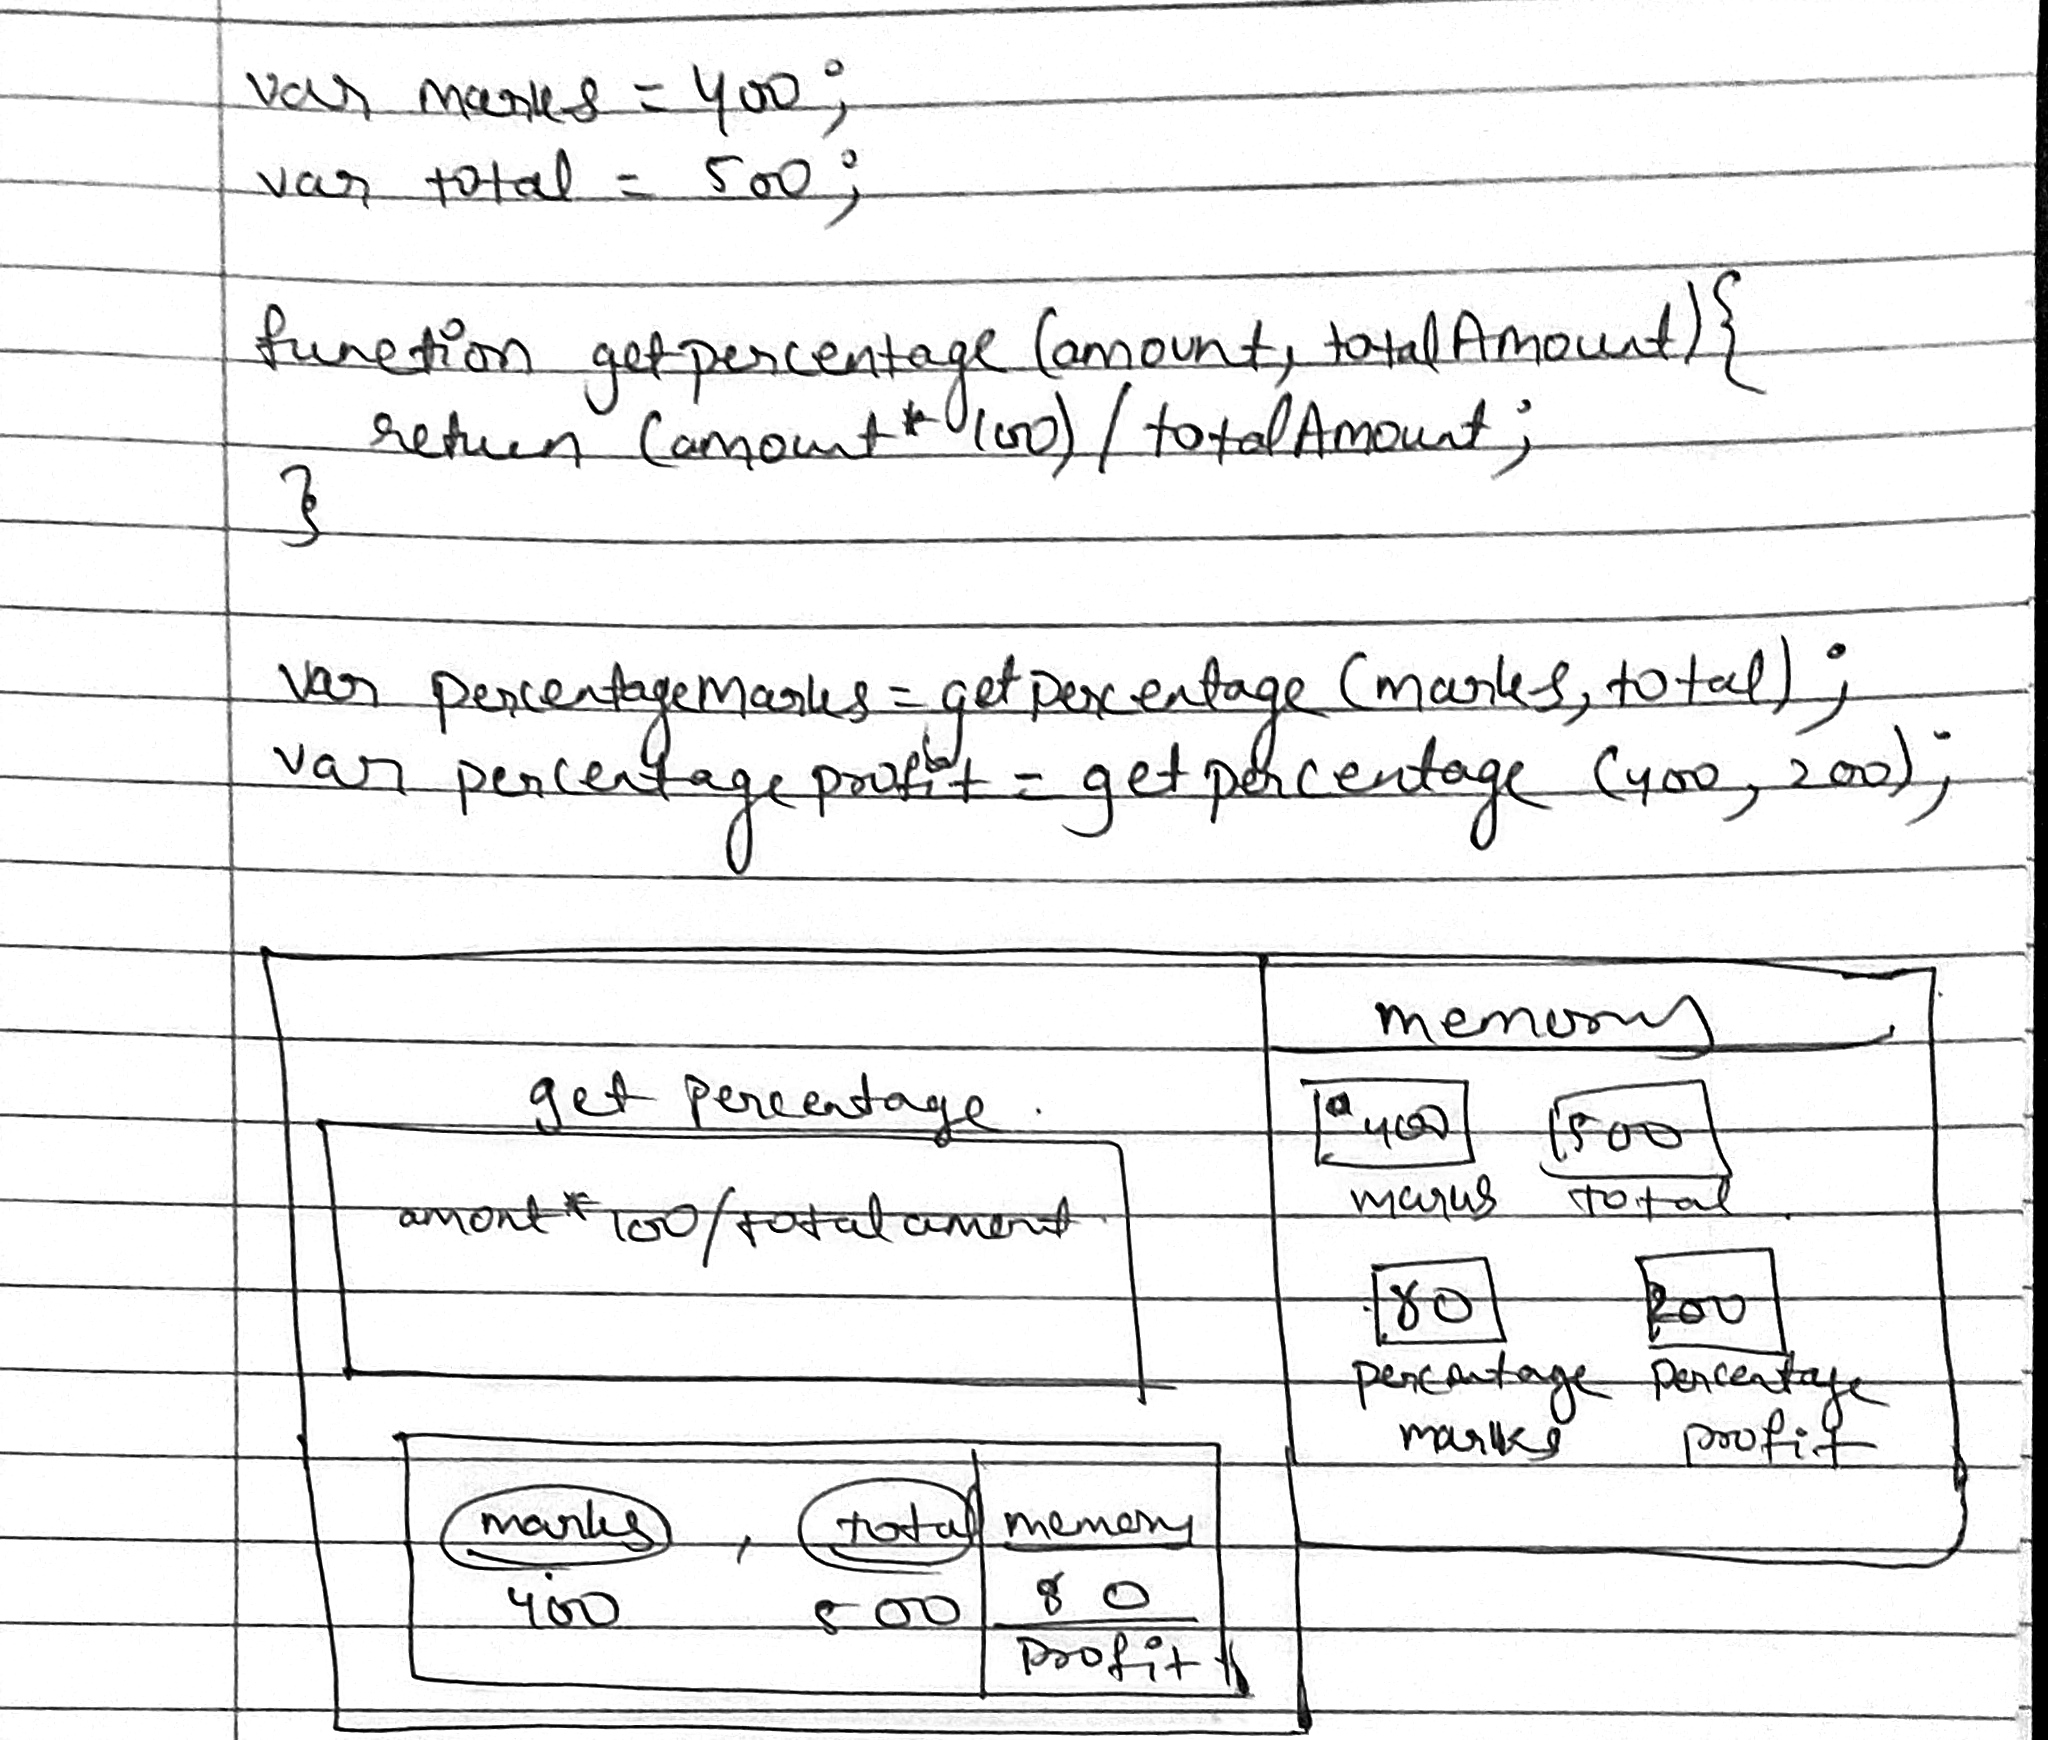 var marks = 400;
var total = 500;
function getpercentage (amount, totalAmount){
return (amount * 100) / totalAmount;
}
var percentagemarks = getpercentage (marks, total);
var percentageprofit = getpercentage (400, 200);
memory
get percentage.
400 500
marks total
amont * 100/total amont
80 200
percentage percentage
marks profit
marks, total memory
400 500 80
profit